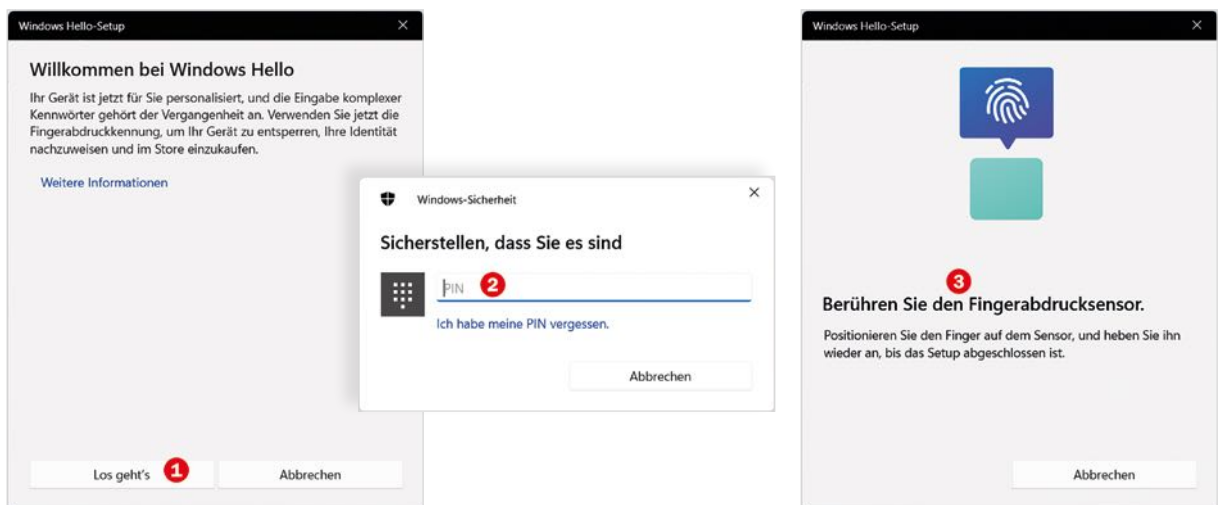 Windows Hello-Setup
Willkommen bei Windows Hello
Ihr Gerät ist jetzt für Sie personalisiert, und die Eingabe komplexer
Kennwörter gehört der Vergangenheit an. Verwenden Sie jetzt die
Fingerabdruckkennung, um Ihr Gerät zu entsperren, Ihre Identität
nachzuweisen und im Store einzukaufen.
Weitere Informationen
Los geht's 1
Abbrechen
Windows-Sicherheit
Sicherstellen, dass Sie es sind
PIN 2
Ich habe meine PIN vergessen.
Abbrechen
Windows Hello-Setup
3
Berühren Sie den Fingerabdrucksensor.
Positionieren Sie den Finger auf dem Sensor, und heben Sie ihn
wieder an, bis das Setup abgeschlossen ist.
Abbrechen